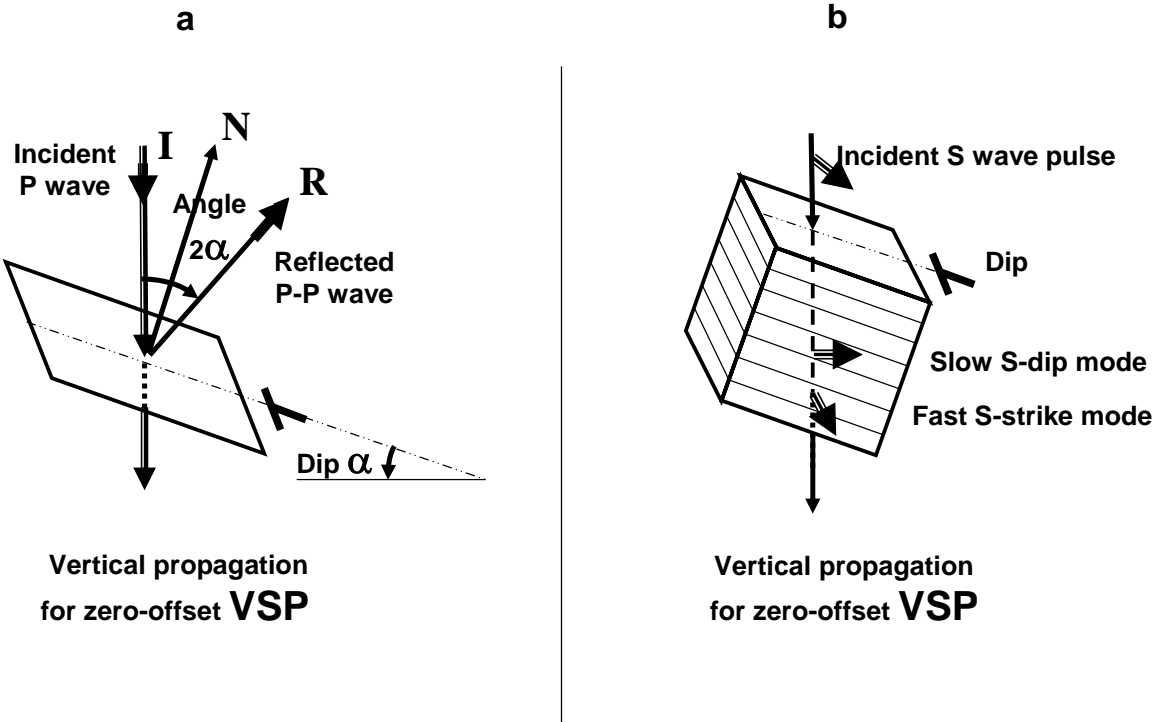 a
I
N
R
Incident
P wave
Angle
2α
Reflected
P-P wave
Dip α
Vertical propagation
for zero-offset VSP
b
Incident S wave pulse
Dip
Slow S-dip mode
Fast S-strike mode
Vertical propagation
for zero-offset VSP